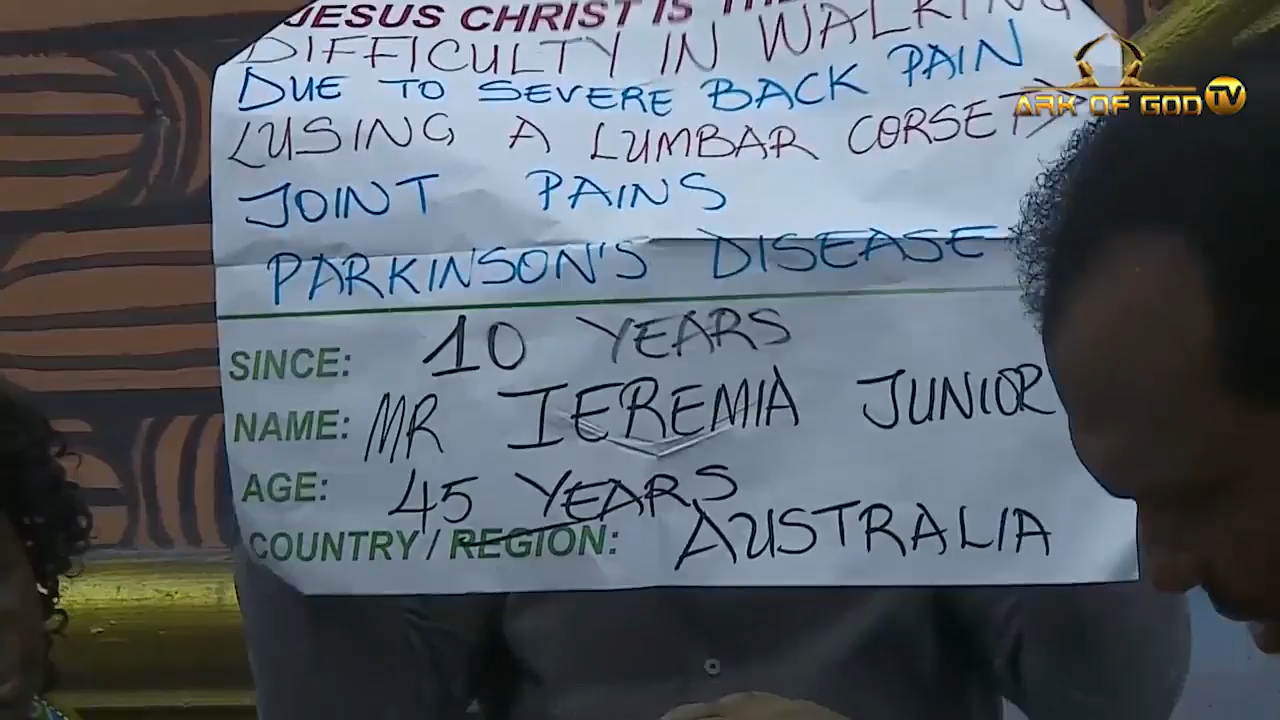 JESUS CHRIST IS
DIFFICULTY IN WALKING
DUE TO SEVERE BACK PAIN
(USING A LUMBAR CORSET)
JOINT PAINS
PARKINSON'S DISEASE
SINCE: 10 YEARS
NAME: MR IEREMIA JUNIOR
AGE: 45 YEARS
COUNTRY / REGION: AUSTRALIA
ARK OF GOD TV